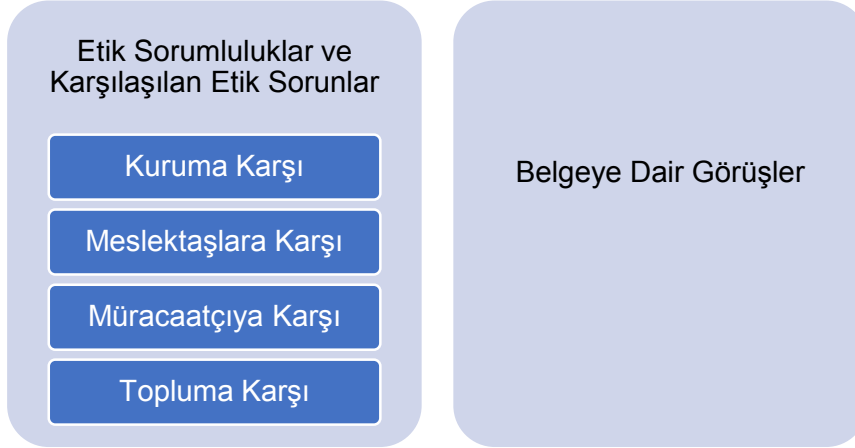 Etik Sorumluluklar ve
Karşılaşılan Etik Sorunlar
Kuruma Karşı
Meslektaşlara Karşı
Müracaatçıya Karşı
Topluma Karşı
Belgeye Dair Görüşler